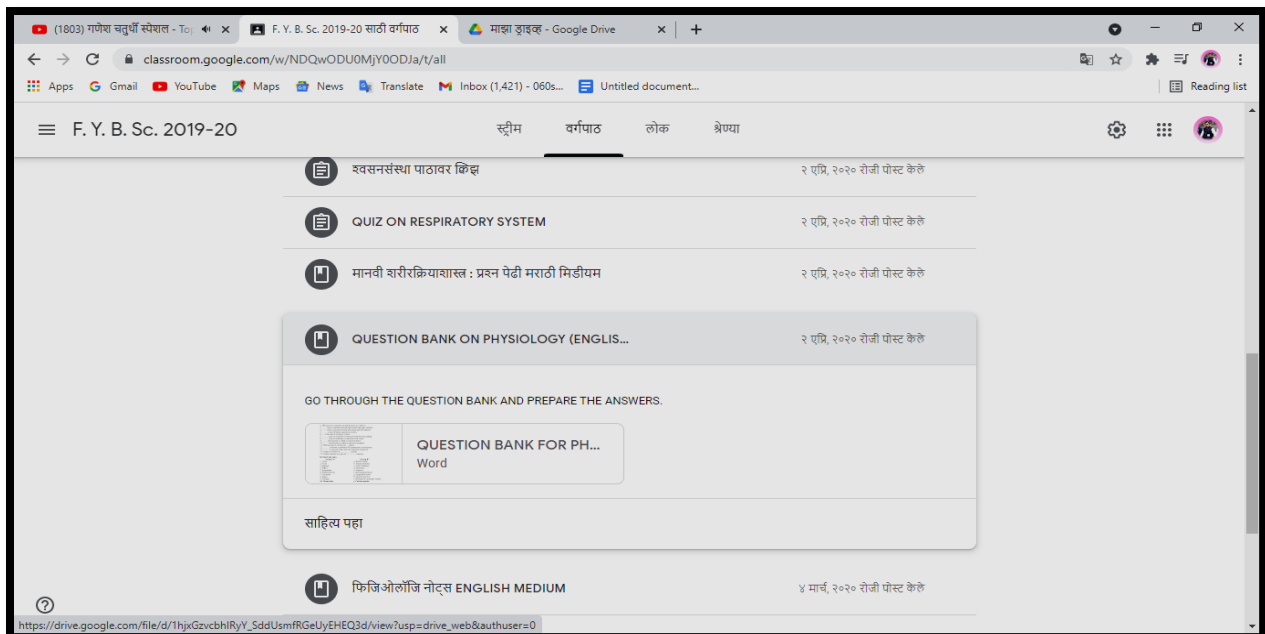 (1803) गणेश चतुर्थी स्पेशल - To
F. Y. B. Sc. 2019-20 साठी वर्गपाठ
माझा ड्राइव्ह - Google Drive
classroom.google.com/w/NDQwODU0MjY0ODJa/t/all
Apps Gmail YouTube Maps News Translate Inbox (1,421) - 060s... Untitled document... Reading list
F. Y. B. Sc. 2019-20 स्ट्रीम वर्गपाठ लोक श्रेण्या
श्वसनसंस्था पाठावर क्विझ २ एप्रि, २०२० रोजी पोस्ट केले
QUIZ ON RESPIRATORY SYSTEM २ एप्रि, २०२० रोजी पोस्ट केले
मानवी शरीरक्रियाशास्त्र : प्रश्न पेढी मराठी मिडीयम २ एप्रि, २०२० रोजी पोस्ट केले
QUESTION BANK ON PHYSIOLOGY (ENGLIS... २ एप्रि, २०२० रोजी पोस्ट केले
GO THROUGH THE QUESTION BANK AND PREPARE THE ANSWERS.
QUESTION BANK FOR PH...
Word
साहित्य पहा
फिजिओलॉजि नोट्स ENGLISH MEDIUM ४ मार्च, २०२० रोजी पोस्ट केले
https://drive.google.com/file/d/1hjxGzvcbhIRyY_SddUsmfRGeUyEHEQ3d/view?usp=drive_web&authuser=0